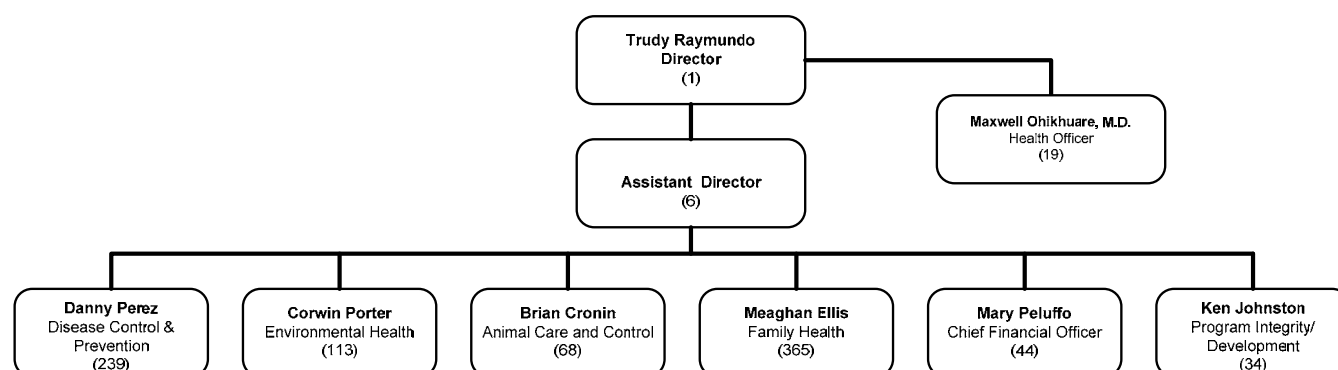 Trudy Raymundo
Director
(1)
Maxwell Ohikhuare, M.D.
Health Officer
(19)
Assistant Director
(6)
Danny Perez
Disease Control &
Prevention
(239)
Corwin Porter
Environmental Health
(113)
Brian Cronin
Animal Care and Control
(68)
Meaghan Ellis
Family Health
(365)
Mary Peluffo
Chief Financial Officer
(44)
Ken Johnston
Program Integrity/
Development
(34)